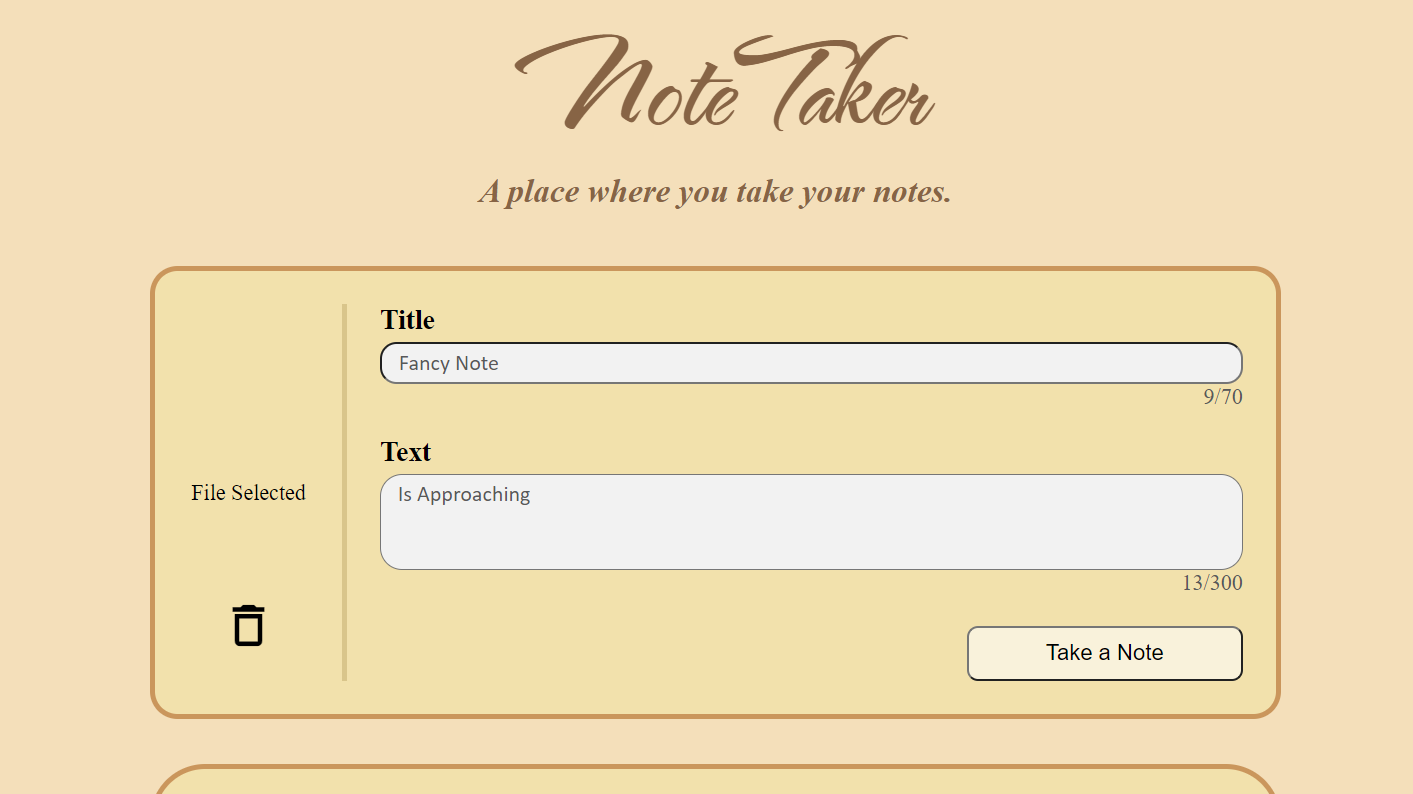 Note Taker
A place where you take your notes.
Title
Fancy Note
9/70
Text
Is Approaching
13/300
File Selected
Take a Note